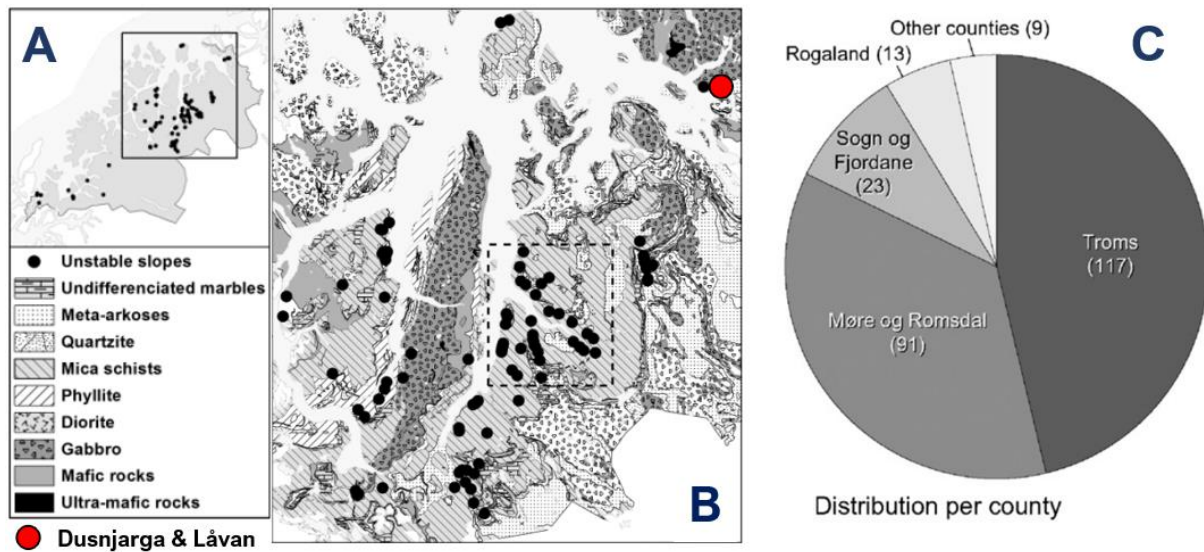 A
Unstable slopes
Undifferenciated marbles
Meta-arkoses
Quartzite
Mica schists
Phyllite
Diorite
Gabbro
Mafic rocks
Ultra-mafic rocks
Dusnjarga & Låvan
B
C
Other counties (9)
Rogaland
(13)
Sogn og
Fjordane
(23)
Troms
(117)
Møre og Romsdal
(91)
Distribution per county